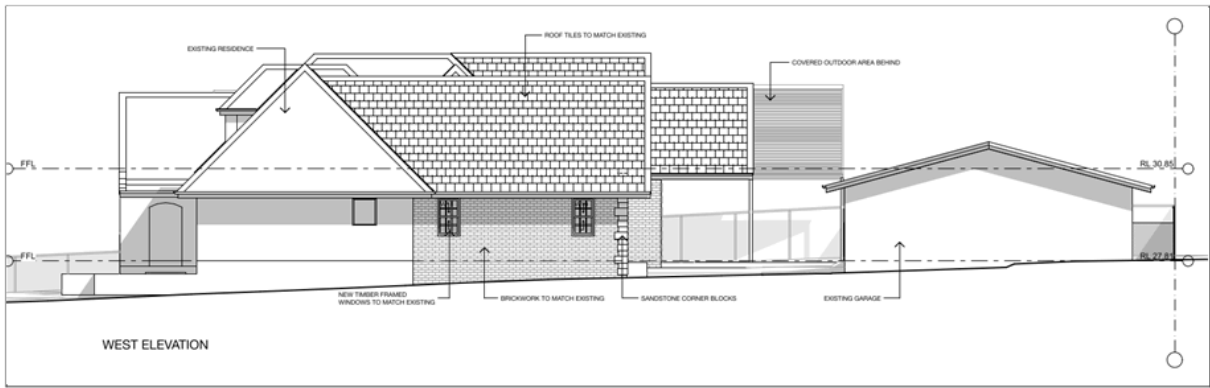 ROOF TILES TO MATCH EXISTING
EXISTING RESIDENCE
COVERED OUTDOOR AREA BEHIND
FFL
RL 30.85
FFL
RL 27.81
NEW TIMBER FRAMED
WINDOWS TO MATCH EXISTING
BRICKWORK TO MATCH EXISTING
SANDSTONE CORNER BLOCKS
EXISTING GARAGE
WEST ELEVATION